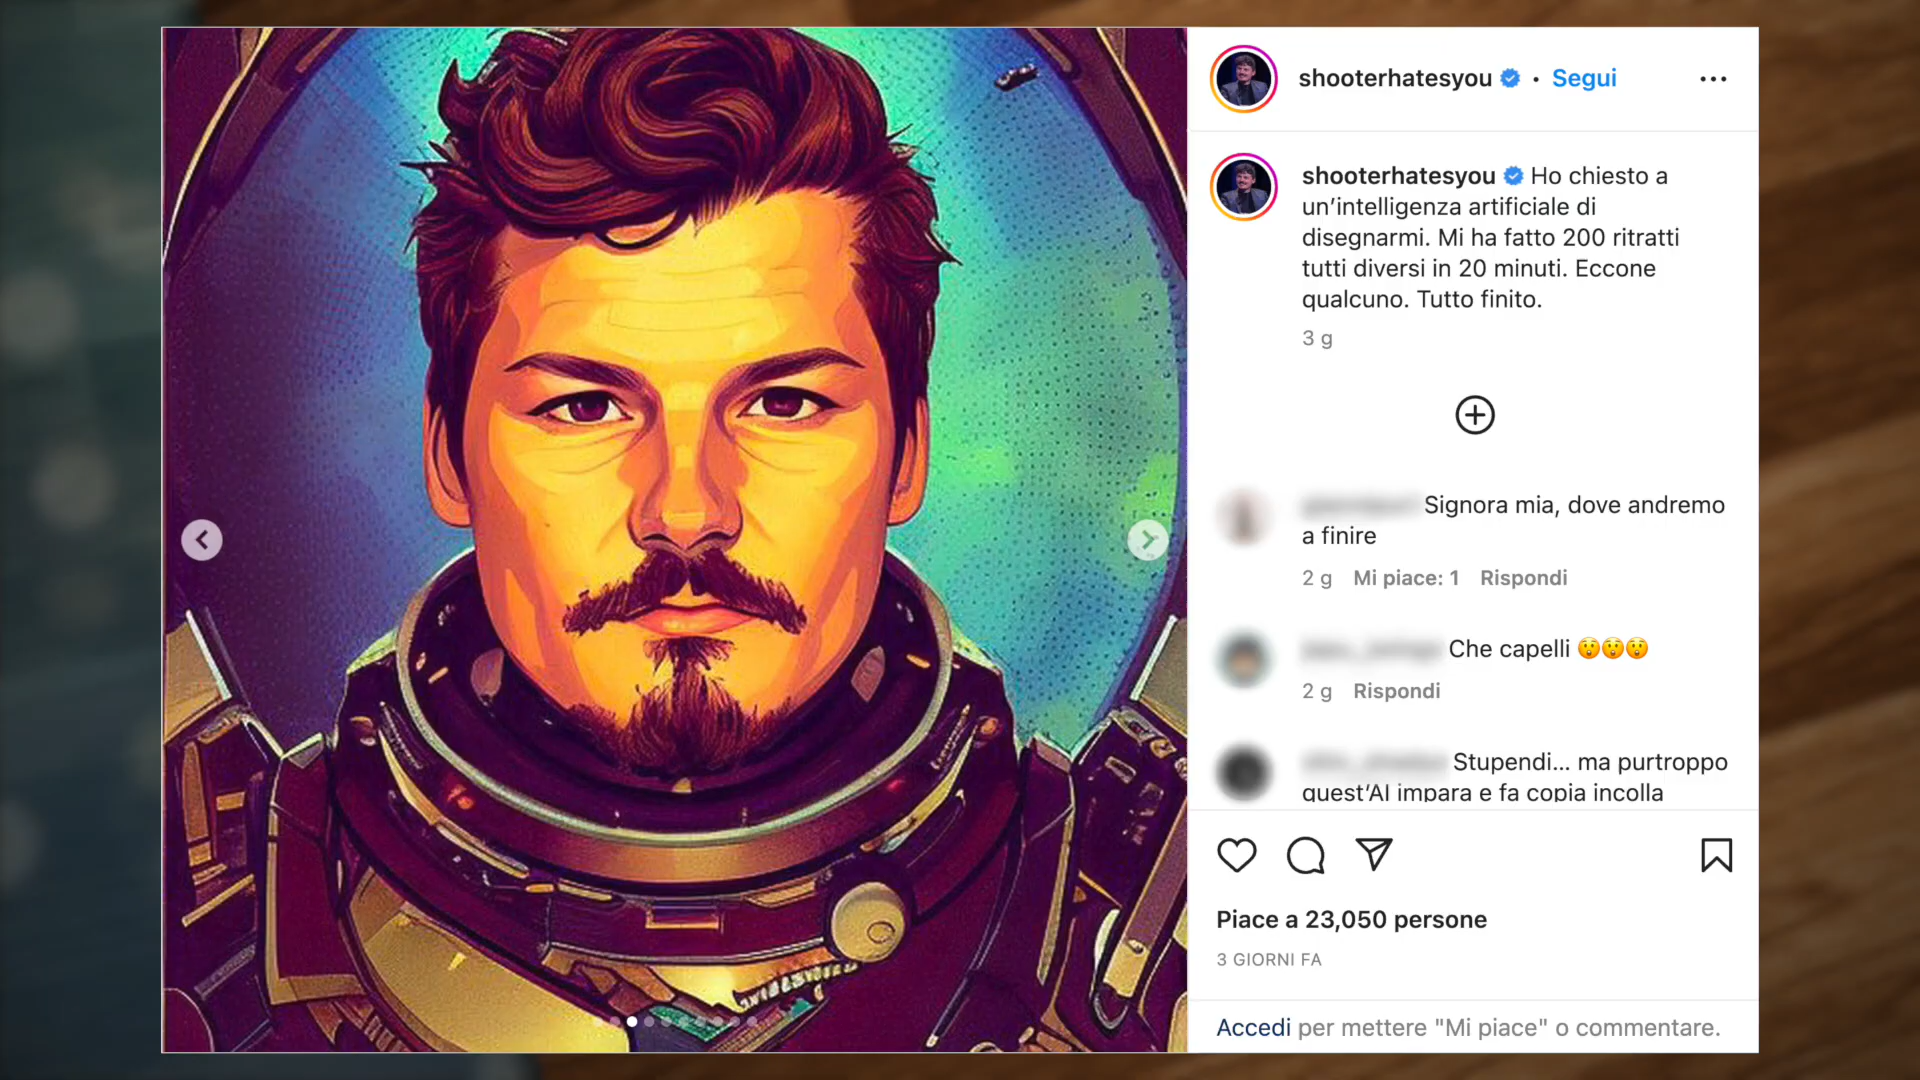 shooterhatesyou • Segui
shooterhatesyou Ho chiesto a
un’intelligenza artificiale di
disegnarmi. Mi ha fatto 200 ritratti
tutti diversi in 20 minuti. Eccone
qualcuno. Tutto finito.
3 g
Signora mia, dove andremo
a finire
2 g Mi piace: 1 Rispondi
Che capelli 😲😲😲
2 g Rispondi
Stupendi... ma purtroppo
quest’AI impara e fa copia incolla
Piace a 23,050 persone
3 GIORNI FA
Accedi per mettere "Mi piace" o commentare.